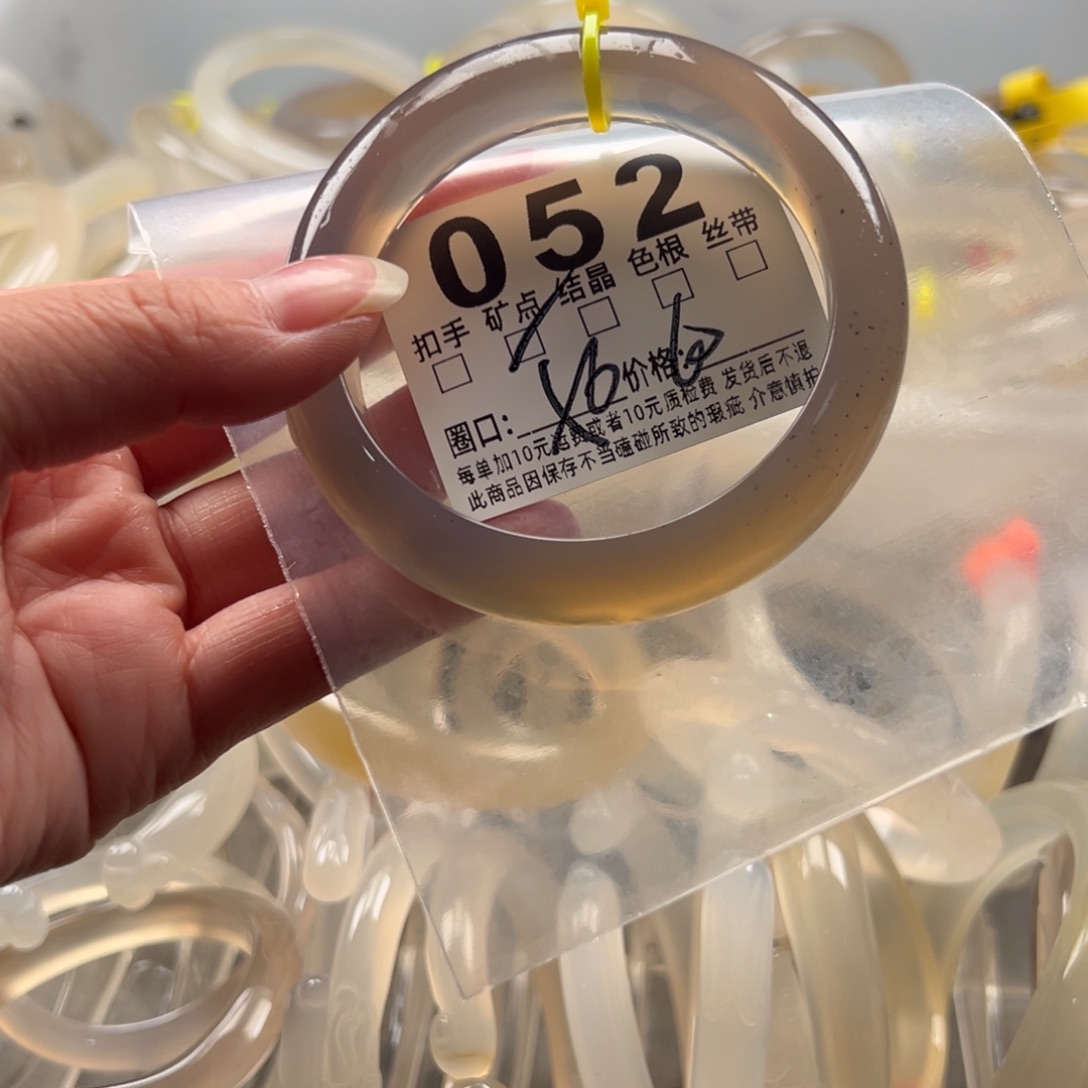 052
扣手 矿点 结晶 色根 丝带
圈口: 价格:
每单加10元运费或者10元质检费 发货后不退
此商品因保存不当磕碰所致的瑕疵 介意慎拍